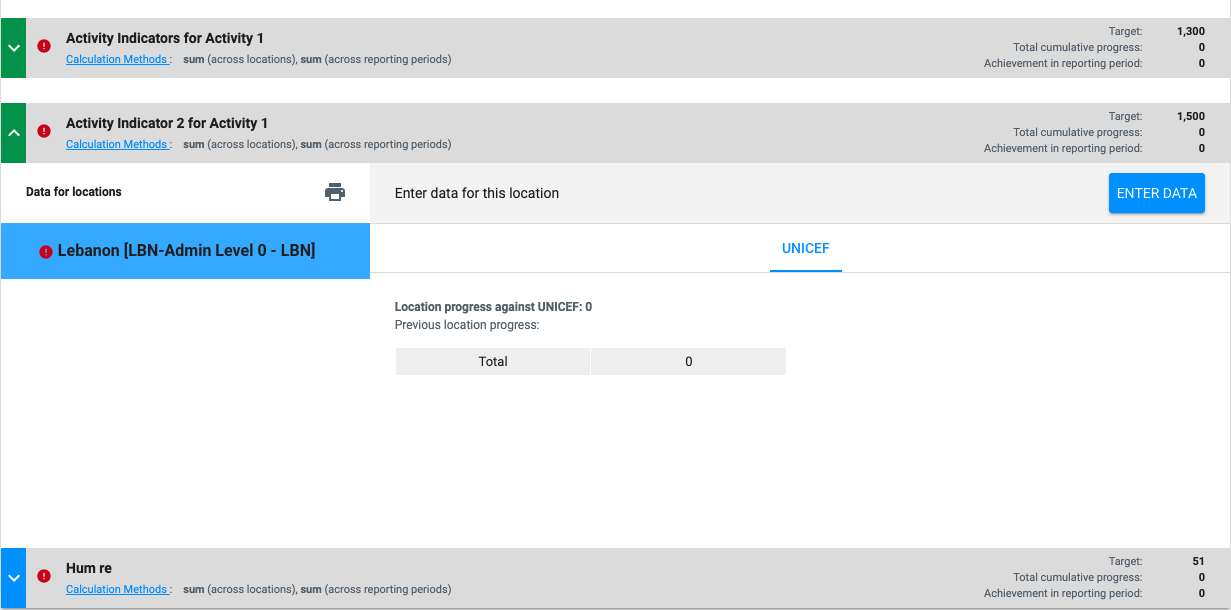 Activity Indicators for Activity 1
Calculation Methods : sum (across locations), sum (across reporting periods)
Target: 1,300
Total cumulative progress: 0
Achievement in reporting period: 0
Activity Indicator 2 for Activity 1
Calculation Methods : sum (across locations), sum (across reporting periods)
Target: 1,500
Total cumulative progress: 0
Achievement in reporting period: 0
Data for locations
Enter data for this location
ENTER DATA
Lebanon [LBN-Admin Level 0 - LBN]
UNICEF
Location progress against UNICEF: 0
Previous location progress:
Total 0
Hum re
Calculation Methods : sum (across locations), sum (across reporting periods)
Target: 51
Total cumulative progress: 0
Achievement in reporting period: 0